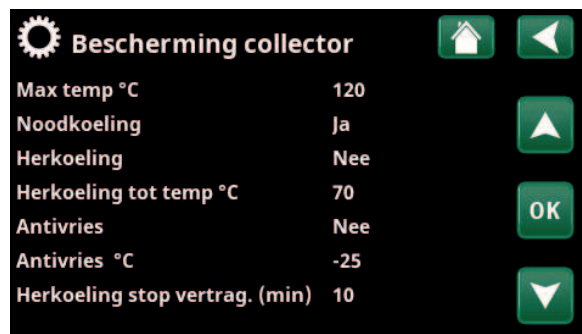 Bescherming collector
Max temp °C 120
Noodkoeling Ja
Herkoeling Nee
Herkoeling tot temp °C 70
Antivries Nee
Antivries °C -25
Herkoeling stop vertrag. (min) 10
OK